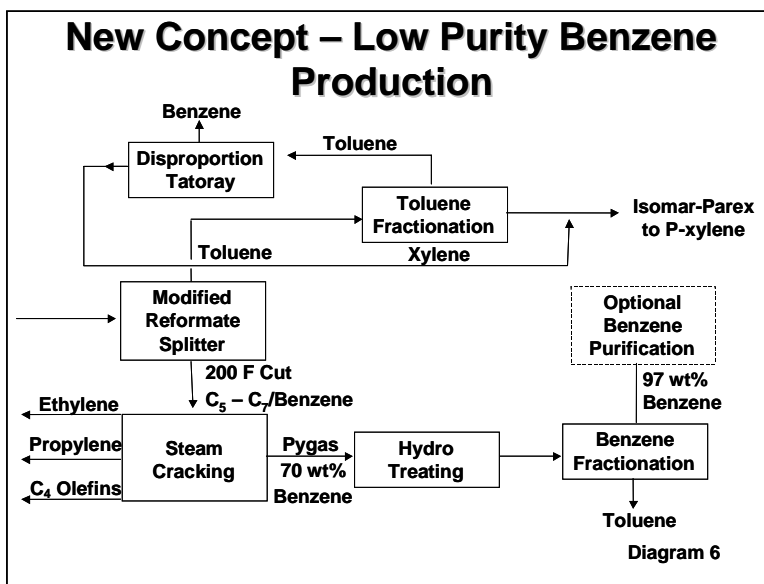 New Concept – Low Purity Benzene
Production
Benzene
Disproportion
Tatoray
Toluene
Toluene
Fractionation
Isomar-Parex
to P-xylene
Toluene
Xylene
Modified
Reformate
Splitter
Optional
Benzene
Purification
200 F Cut
C5 – C7/Benzene
97 wt%
Benzene
Ethylene
Propylene
C4 Olefins
Steam
Cracking
Pygas
70 wt%
Benzene
Hydro
Treating
Benzene
Fractionation
Toluene
Diagram 6